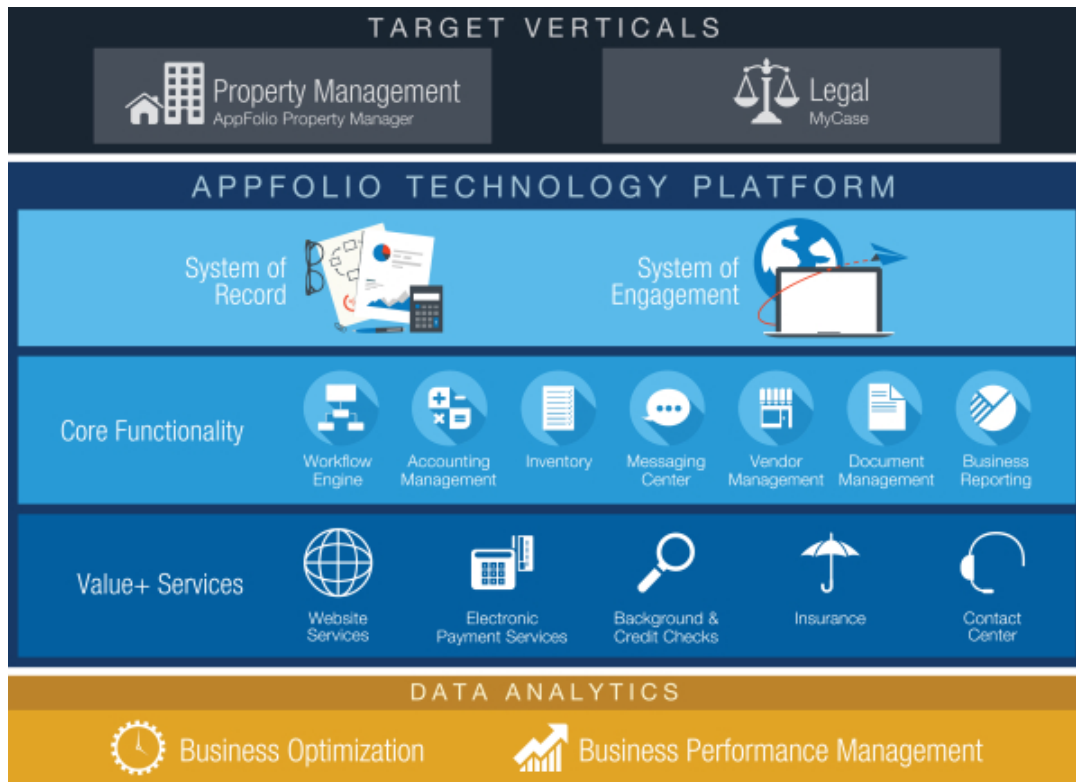 TARGET VERTICALS
Property Management
AppFolio Property Manager
Legal
MyCase
APPFOLIO TECHNOLOGY PLATFORM
System of
Record
System of
Engagement
Core Functionality
Workflow
Engine
Accounting
Management
Inventory
Messaging
Center
Vendor
Management
Document
Management
Business
Reporting
Value+ Services
Website
Services
Electronic
Payment Services
Background &
Credit Checks
Insurance
Contact
Center
DATA ANALYTICS
Business Optimization
Business Performance Management